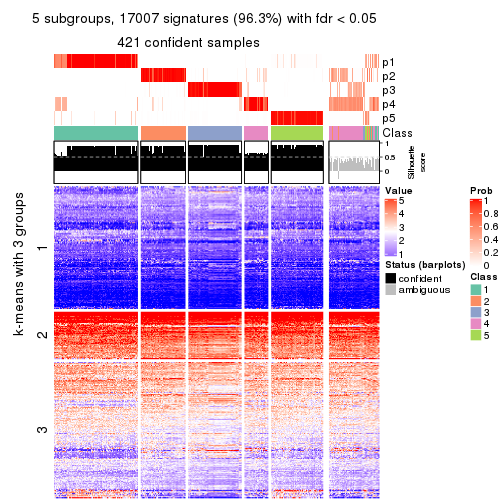 5 subgroups, 17007 signatures (96.3%) with fdr < 0.05
421 confident samples
p1
p2
p3
p4
p5
Class
1
0.5
0
Silhouette
score
k-means with 3 groups
1
2
3
Value
5
4
3
2
1
Status (barplots)
confident
ambiguous
Prob
1
0.8
0.6
0.4
0.2
0
Class
1
2
3
4
5